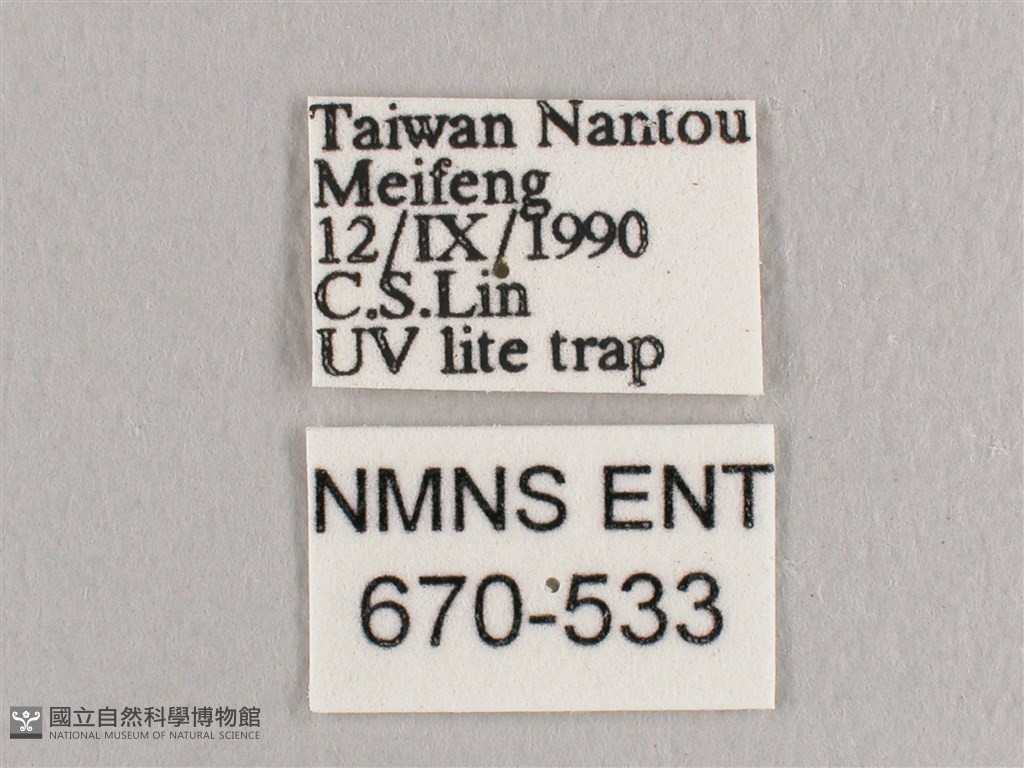 Taiwan Nantou
Meifeng
12/IX/1990
C.S.Lin
UV lite trap
NMNS ENT
670-533
國立自然科學博物館
NATIONAL MUSEUM OF NATURAL SCIENCE